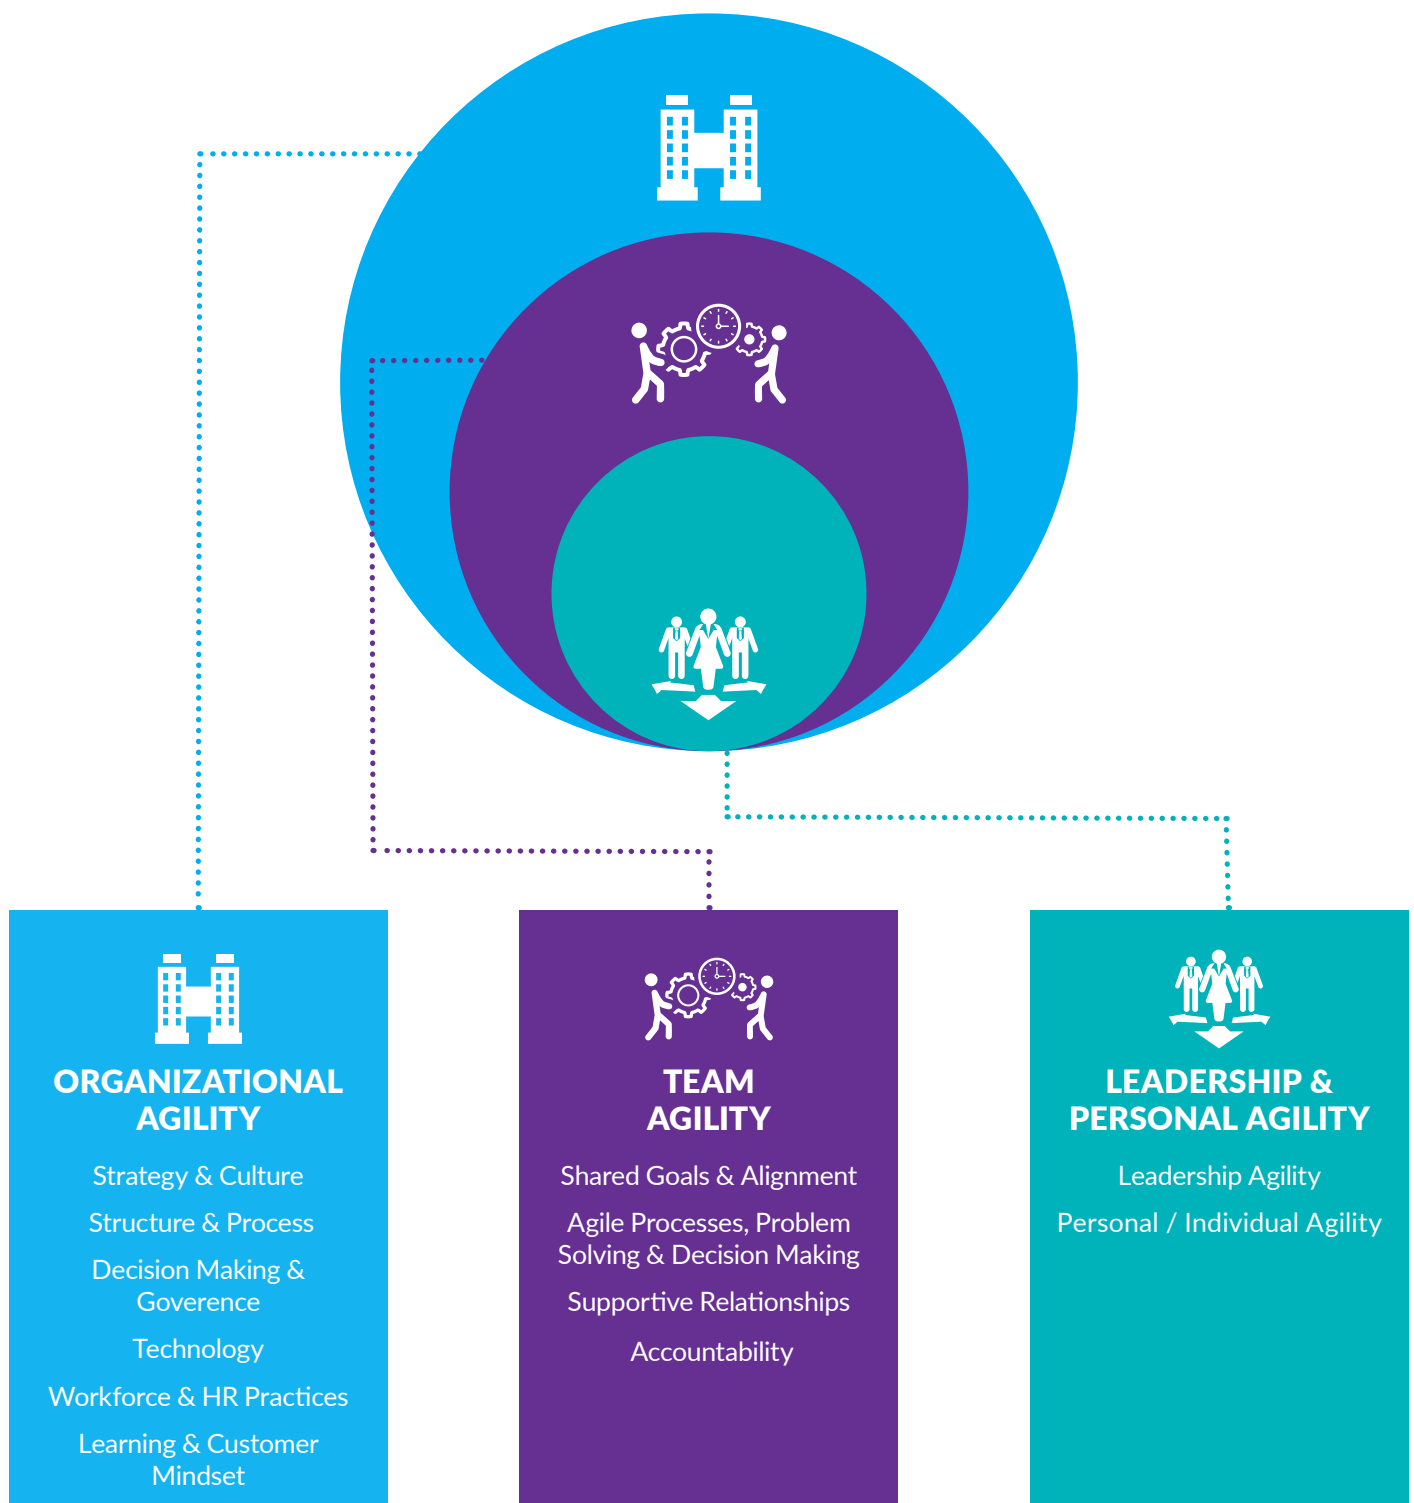 ORGANIZATIONAL
AGILITY
Strategy & Culture
Structure & Process
Decision Making &
Goverence
Technology
Workforce & HR Practices
Learning & Customer
Mindset
TEAM
AGILITY
Shared Goals & Alignment
Agile Processes, Problem
Solving & Decision Making
Supportive Relationships
Accountability
LEADERSHIP &
PERSONAL AGILITY
Leadership Agility
Personal / Individual Agility